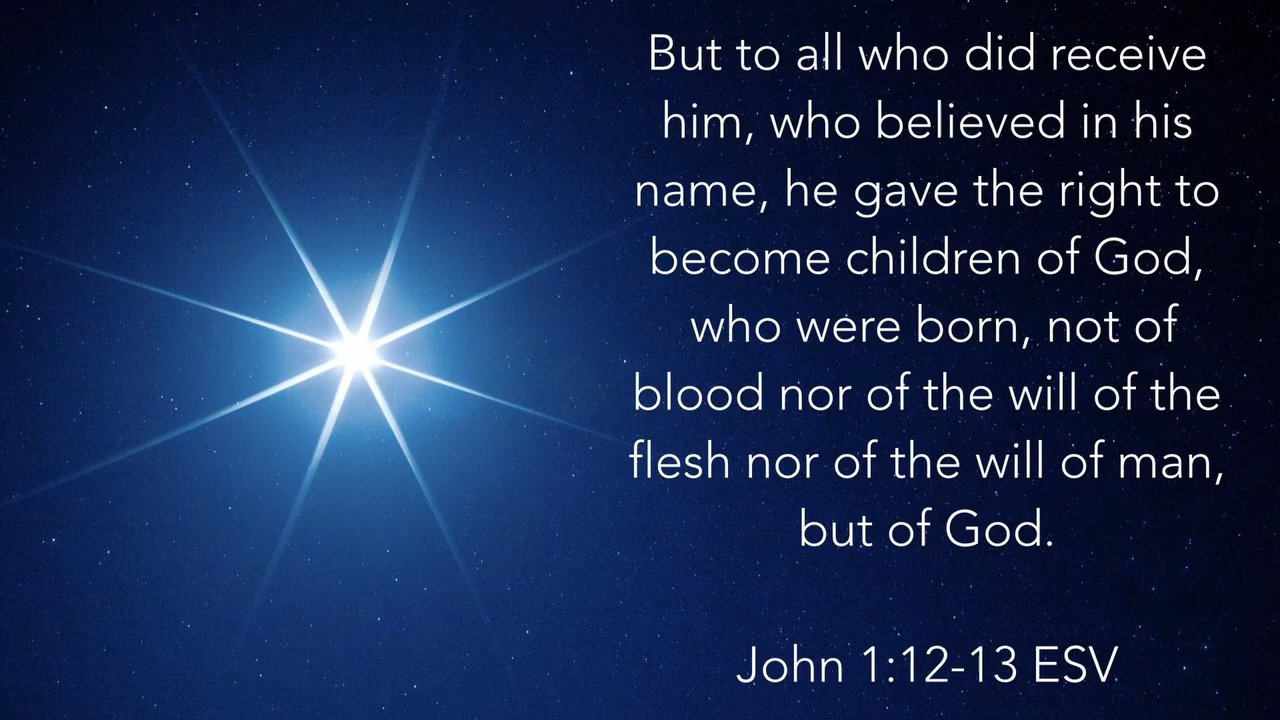 But to all who did receive
him, who believed in his
name, he gave the right to
become children of God,
who were born, not of
blood nor of the will of the
flesh nor of the will of man,
but of God.
John 1:12-13 ESV